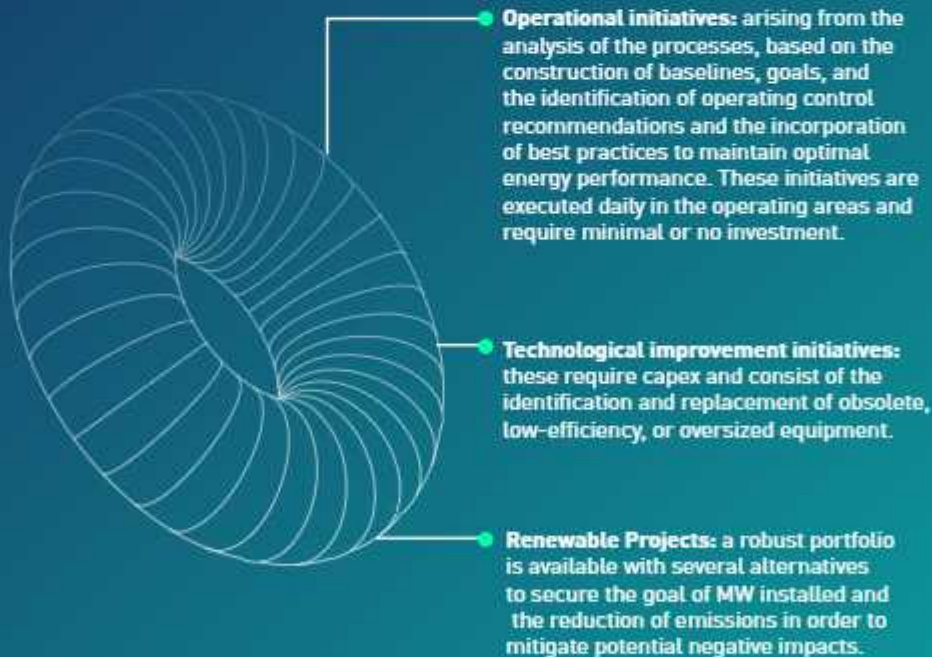 Operational initiatives: arising from the
analysis of the processes, based on the
construction of baselines, goals, and
the identification of operating control
recommendations and the incorporation
of best practices to maintain optimal
energy performance. These initiatives are
executed daily in the operating areas and
require minimal or no investment.
Technological improvement initiatives:
these require capex and consist of the
identification and replacement of obsolete,
low-efficiency, or oversized equipment.
Renewable Projects: a robust portfolio
is available with several alternatives
to secure the goal of MW installed and
the reduction of emissions in order to
mitigate potential negative impacts.